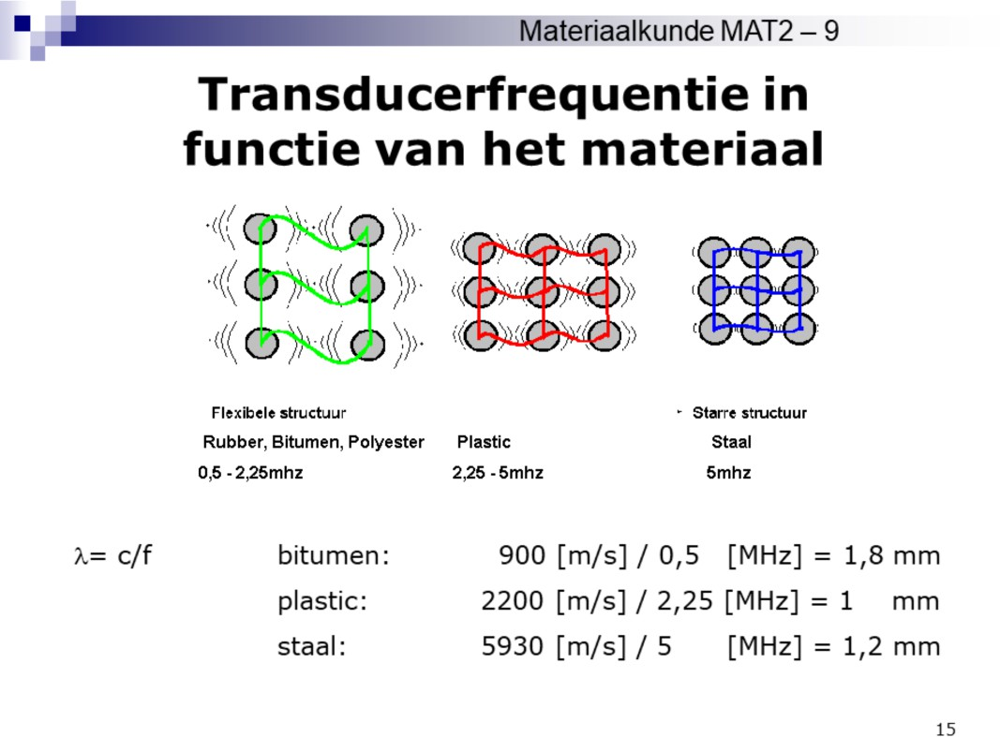 Materiaalkunde MAT2 – 9
Transducerfrequentie in
functie van het materiaal
Flexibele structuur
Starre structuur
Rubber, Bitumen, Polyester Plastic Staal
0,5 - 2,25mhz 2,25 - 5mhz 5mhz
λ= c/f bitumen: 900 [m/s] / 0,5 [MHz] = 1,8 mm
plastic: 2200 [m/s] / 2,25 [MHz] = 1 mm
staal: 5930 [m/s] / 5 [MHz] = 1,2 mm
15